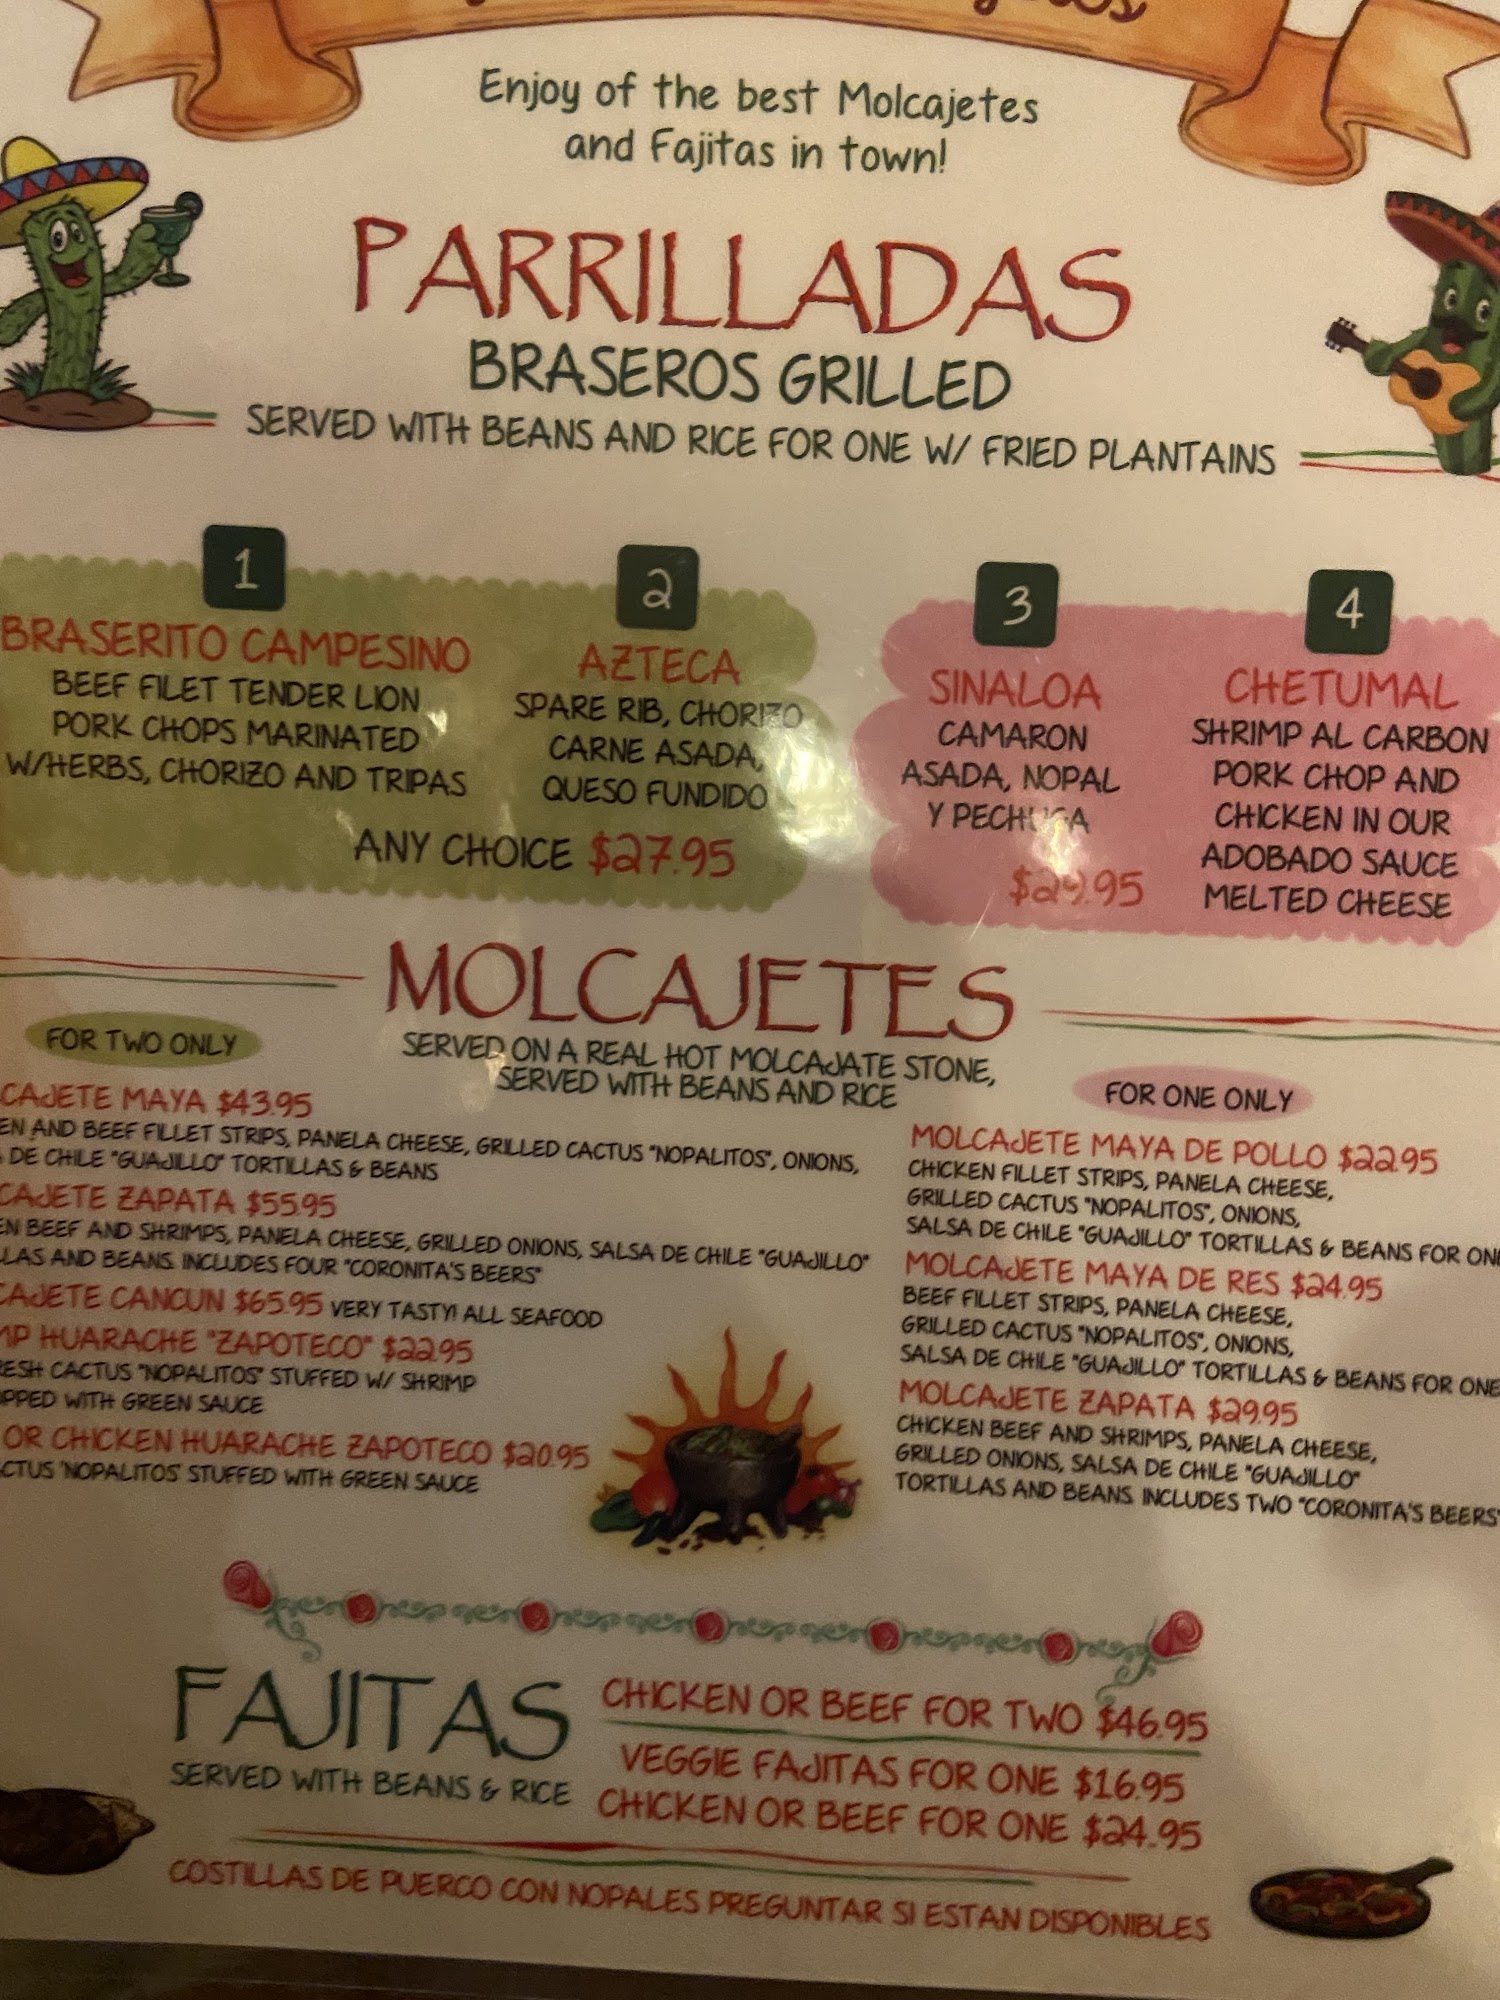 Enjoy of the best Molcajetes
and Fajitas in town!
PARRILLADAS
BRASEROS GRILLED
SERVED WITH BEANS AND RICE FOR ONE W/ FRIED PLANTAINS
1
BRASERITO CAMPESINO
BEEF FILET TENDER LION
PORK CHOPS MARINATED
W/HERBS, CHORIZO AND TRIPAS
2
AZTECA
SPARE RIB, CHORIZO
CARNE ASADA,
QUESO FUNDIDO
ANY CHOICE $27.95
3
SINALOA
CAMARON
ASADA, NOPAL
Y PECHUGA
$29.95
4
CHETUMAL
SHRIMP AL CARBON
PORK CHOP AND
CHICKEN IN OUR
ADOBADO SAUCE
MELTED CHEESE
MOLCAJETES
SERVED ON A REAL HOT MOLCAJATE STONE,
SERVED WITH BEANS AND RICE
FOR TWO ONLY
CAJETE MAYA $43.95
EN AND BEEF FILLET STRIPS, PANELA CHEESE, GRILLED CACTUS "NOPALITOS", ONIONS,
DE CHILE "GUAJILLO" TORTILLAS & BEANS
CAJETE ZAPATA $55.95
EN BEEF AND SHRIMPS, PANELA CHEESE, GRILLED ONIONS, SALSA DE CHILE "GUAJILLO"
LLAS AND BEANS. INCLUDES FOUR "CORONITA'S BEERS"
CAJETE CANCUN $65.95 VERY TASTY! ALL SEAFOOD
MP HUARACHE "ZAPOTECO" $22.95
RESH CACTUS "NOPALITOS" STUFFED W/ SHRIMP
OPPED WITH GREEN SAUCE
OR CHICKEN HUARACHE ZAPOTECO $20.95
CTUS "NOPALITOS" STUFFED WITH GREEN SAUCE
FOR ONE ONLY
MOLCAJETE MAYA DE POLLO $22.95
CHICKEN FILLET STRIPS, PANELA CHEESE,
GRILLED CACTUS "NOPALITOS", ONIONS,
SALSA DE CHILE "GUAJILLO" TORTILLAS & BEANS FOR ONE
MOLCAJETE MAYA DE RES $24.95
BEEF FILLET STRIPS, PANELA CHEESE,
GRILLED CACTUS "NOPALITOS", ONIONS,
SALSA DE CHILE "GUAJILLO" TORTILLAS & BEANS FOR ONE
MOLCAJETE ZAPATA $29.95
CHICKEN BEEF AND SHRIMPS, PANELA CHEESE,
GRILLED ONIONS, SALSA DE CHILE "GUAJILLO"
TORTILLAS AND BEANS. INCLUDES TWO "CORONITA'S BEERS"
FAJITAS
SERVED WITH BEANS & RICE
CHICKEN OR BEEF FOR TWO $46.95
VEGGIE FAJITAS FOR ONE $16.95
CHICKEN OR BEEF FOR ONE $24.95
COSTILLAS DE PUERCO CON NOPALES PREGUNTAR SI ESTAN DISPONIBLES